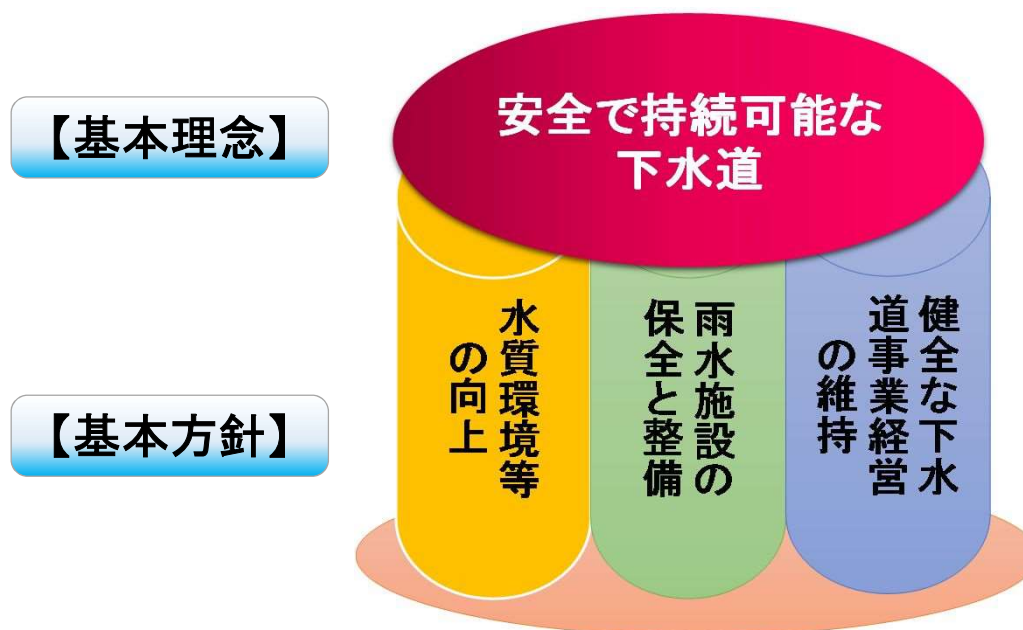 【基本理念】
安全で持続可能な
下水道
【基本方針】
水質環境等
の向上
雨水施設の
保全と整備
健全な下水
道事業経営
の維持